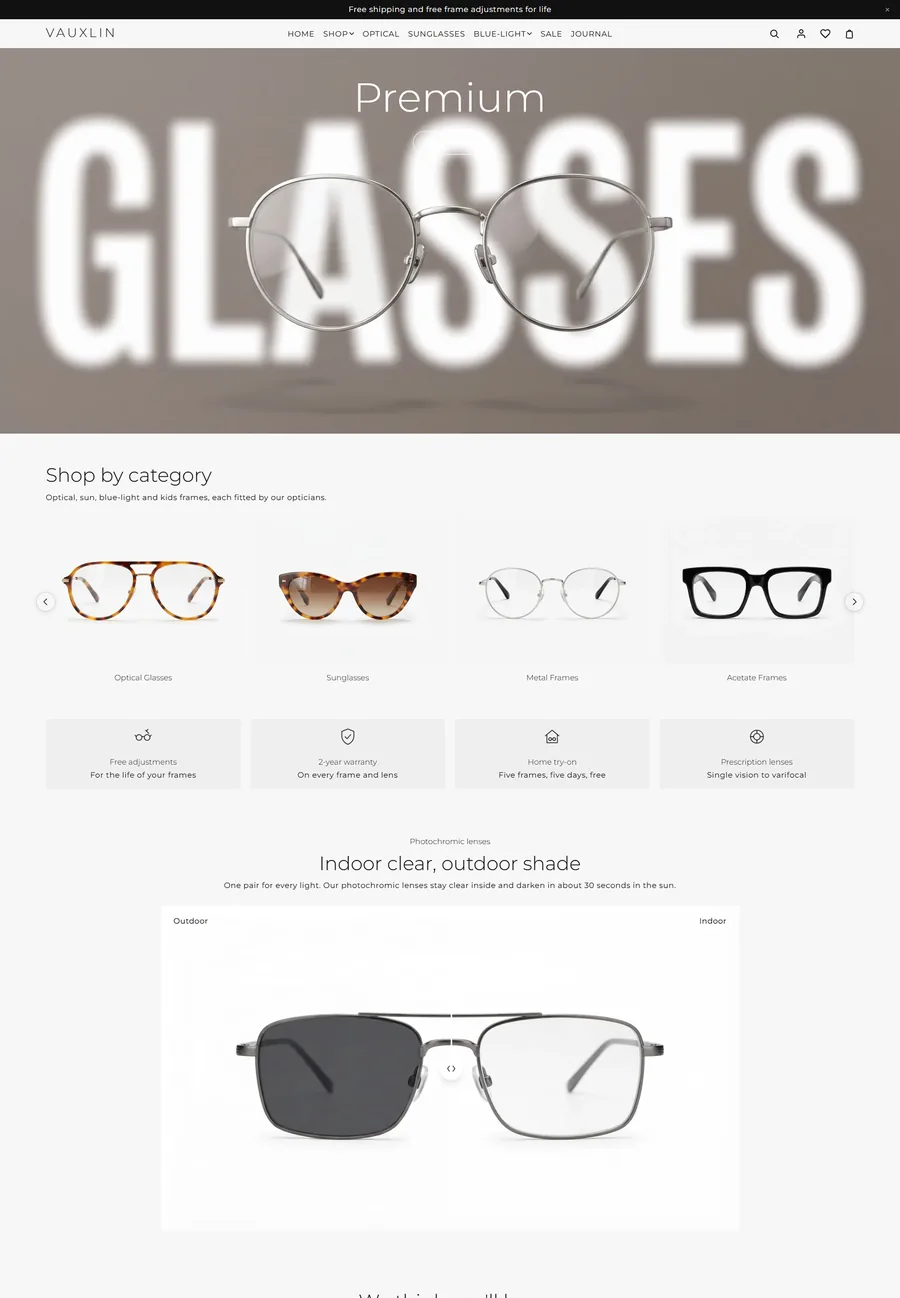 Free shipping and free frame adjustments for life
VAUXLIN
HOME SHOP OPTICAL SUNGLASSES BLUE-LIGHT SALE JOURNAL
Premium
GLASSES
Shop by category
Optical, sun, blue-light and kids frames, each fitted by our opticians.
Optical Glasses
Sunglasses
Metal Frames
Acetate Frames
Free adjustments
For the life of your frames
2-year warranty
On every frame and lens
Home try-on
Five frames, five days, free
Prescription lenses
Single vision to varifocal
Photochromic lenses
Indoor clear, outdoor shade
One pair for every light. Our photochromic lenses stay clear inside and darken in about 30 seconds in the sun.
Outdoor
Indoor